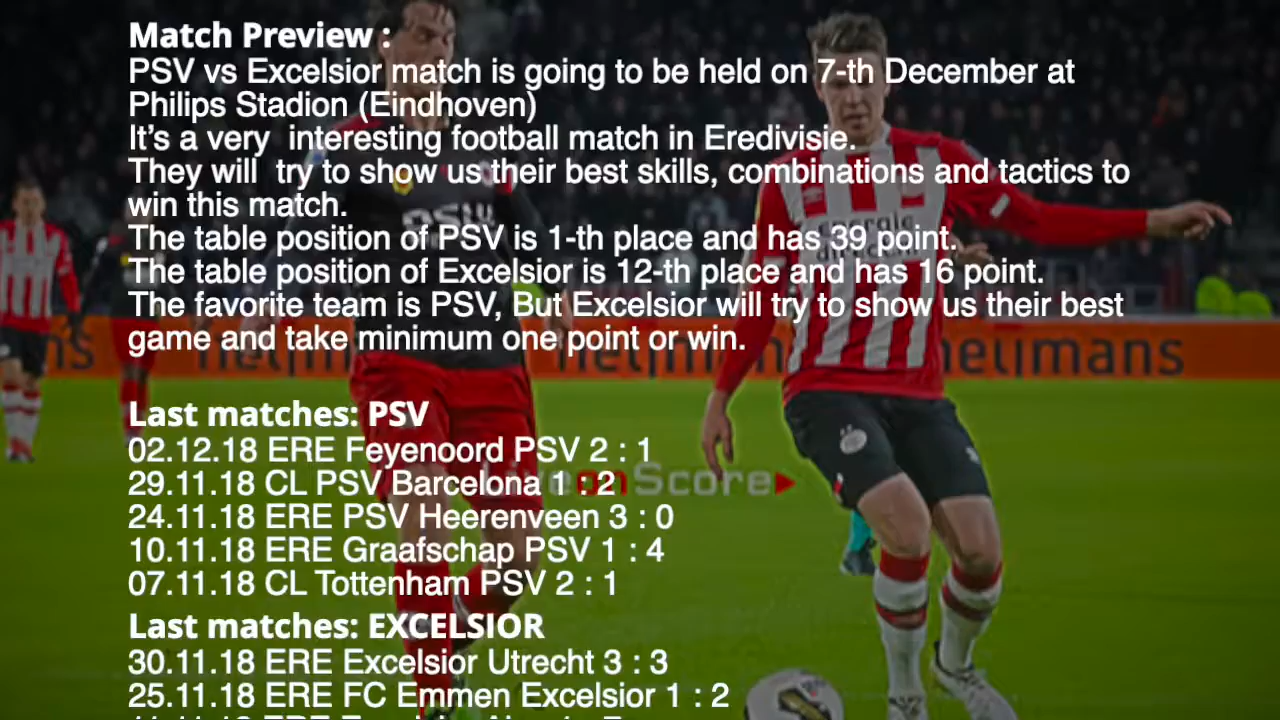 Match Preview :
PSV vs Excelsior match is going to be held on 7-th December at
Philips Stadion (Eindhoven)
It's a very  interesting football match in Eredivisie.
They will  try to show us their best skills, combinations and tactics to
win this match.
The table position of PSV is 1-th place and has 39 point.
The table position of Excelsior is 12-th place and has 16 point.
The favorite team is PSV, But Excelsior will try to show us their best
game and take minimum one point or win.
heijmans
Last matches: PSV
02.12.18 ERE Feyenoord PSV 2 : 1
29.11.18 CL PSV Barcelona 1 : 2
LiveonScore
24.11.18 ERE PSV Heerenveen 3 : 0
10.11.18 ERE Graafschap PSV 1 : 4
07.11.18 CL Tottenham PSV 2 : 1
Last matches: EXCELSIOR
30.11.18 ERE Excelsior Utrecht 3 : 3
25.11.18 ERE FC Emmen Excelsior 1 : 2